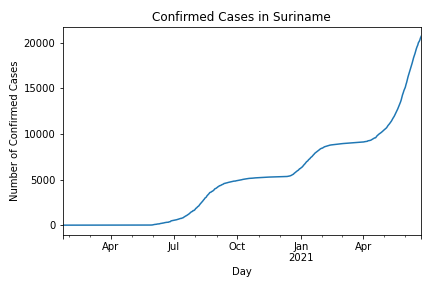 Confirmed Cases in Suriname
Number of Confirmed Cases
20000
15000
10000
5000
0
Apr
Jul
Oct
Jan
2021
Apr
Day